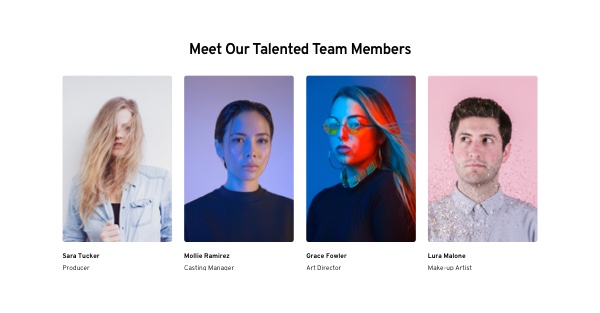 Meet Our Talented Team Members
Sara Tucker
Producer
Mollie Ramirez
Casting Manager
Grace Fowler
Art Director
Lura Malone
Make-up Artist